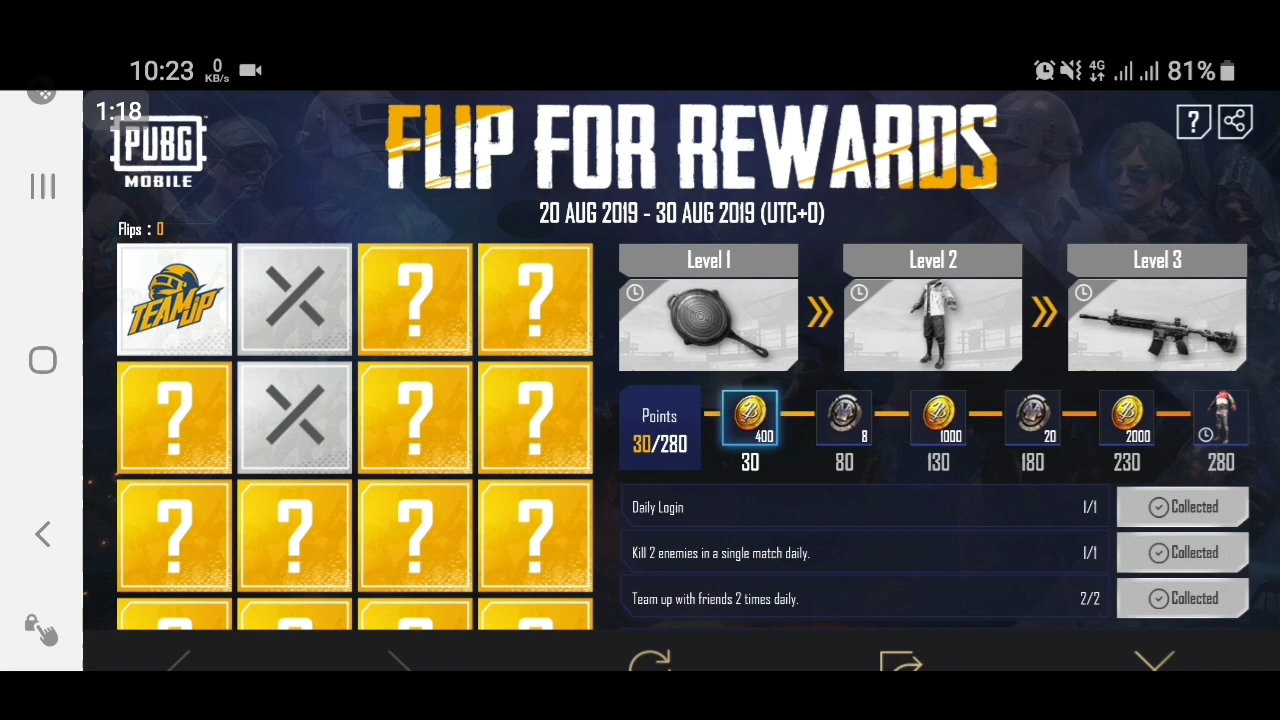 10:23 0 KB/s 4G 81%
1:18
PUBG
MOBILE
FLIP FOR REWARDS
20 AUG 2019 - 30 AUG 2019 (UTC+0)
?
Flips : 0
TEAM UP
? ?
? ? ?
? ? ? ?
Level 1 Level 2 Level 3
Points
30/280
400 8 1000 20 2000
30 80 130 180 230 280
Daily Login 1/1 Collected
Kill 2 enemies in a single match daily. 1/1 Collected
Team up with friends 2 times daily. 2/2 Collected